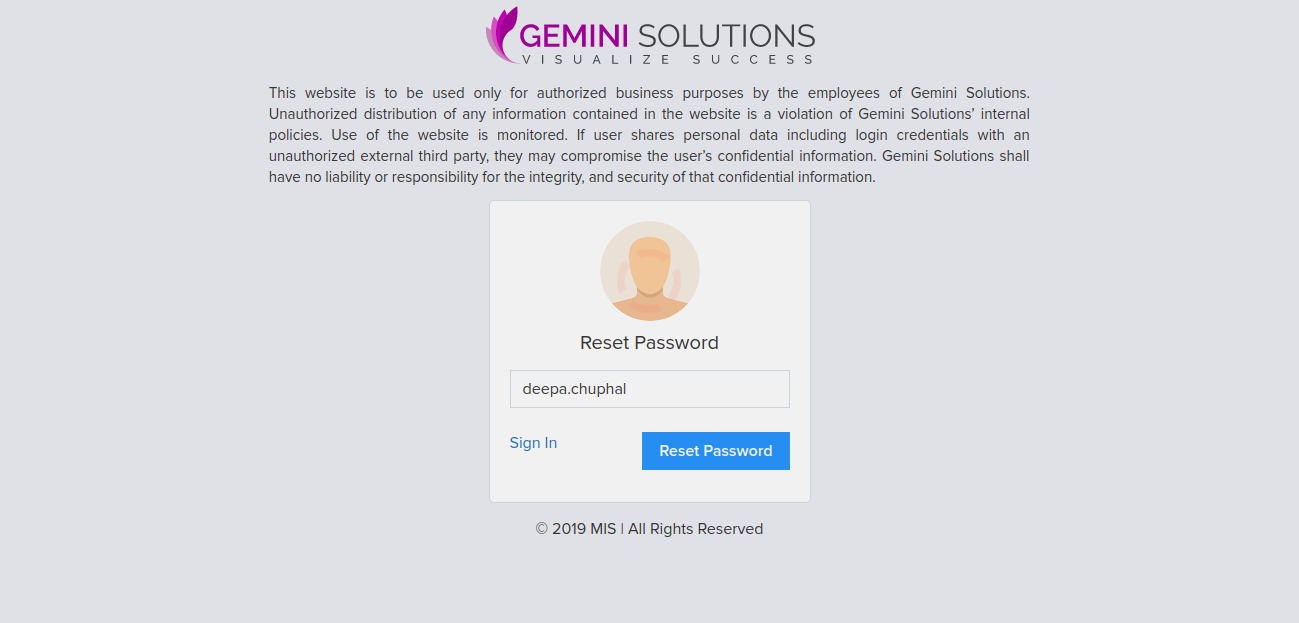 GEMINI SOLUTIONS
VISUALIZE SUCCESS
This website is to be used only for authorized business purposes by the employees of Gemini Solutions.
Unauthorized distribution of any information contained in the website is a violation of Gemini Solutions’ internal
policies. Use of the website is monitored. If user shares personal data including login credentials with an
unauthorized external third party, they may compromise the user’s confidential information. Gemini Solutions shall
have no liability or responsibility for the integrity, and security of that confidential information.
Reset Password
deepa.chuphal
Sign In
Reset Password
© 2019 MIS | All Rights Reserved